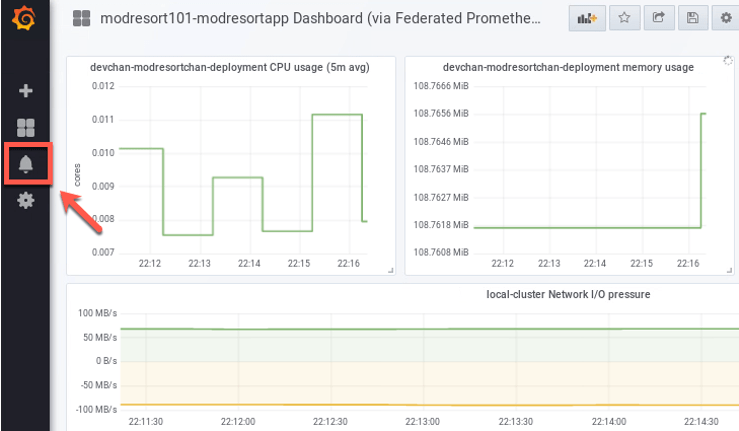 modresort101-modresortapp Dashboard (via Federated Promethe...
devchan-modresortchan-deployment CPU usage (5m avg)
0.012
0.011
0.010
0.009
0.008
0.007
cores
22:12 22:13 22:14 22:15 22:16
devchan-modresortchan-deployment memory usage
108.7666 MiB
108.7656 MiB
108.7646 MiB
108.7637 MiB
108.7627 MiB
108.7618 MiB
108.7608 MiB
22:12 22:13 22:14 22:15 22:16
local-cluster Network I/O pressure
100 MB/s
50 MB/s
0 B/s
-50 MB/s
-100 MB/s
22:11:30 22:12:00 22:12:30 22:13:00 22:13:30 22:14:00 22:14:30